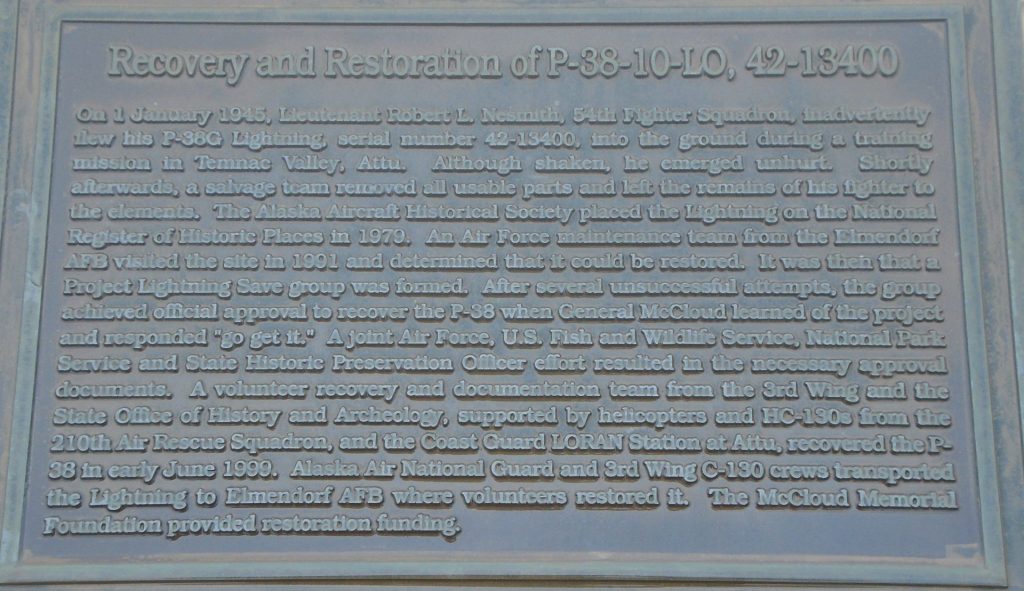 Recovery and Restoration of P-38-10-LO, 42-13400
On 1 January 1945, Lieutenant Robert L. Nesmith, 54th Fighter Squadron, inadvertently
flew his P-38G Lightning, serial number 42-13400, into the ground during a training
mission in Temnac Valley, Attu. Although shaken, he emerged unhurt. Shortly
afterwards, a salvage team removed all usable parts and left the remains of his fighter to
the elements. The Alaska Aircraft Historical Society placed the Lightning on the National
Register of Historic Places in 1979. An Air Force maintenance team from the Elmendorf
AFB visited the site in 1991 and determined that it could be restored. It was then that a
Project Lightning Save group was formed. After several unsuccessful attempts, the group
achieved official approval to recover the P-38 when General McCloud learned of the project
and responded "go get it." A joint Air Force, U.S. Fish and Wildlife Service, National Park
Service and State Historic Preservation Officer effort resulted in the necessary approval
documents. A volunteer recovery and documentation team from the 3rd Wing and the
State Office of History and Archeology, supported by helicopters and HC-130s from the
210th Air Rescue Squadron, and the Coast Guard LORAN Station at Attu, recovered the P-
38 in early June 1999. Alaska Air National Guard and 3rd Wing C-130 crews transported
the Lightning to Elmendorf AFB where volunteers restored it. The McCloud Memorial
Foundation provided restoration funding.